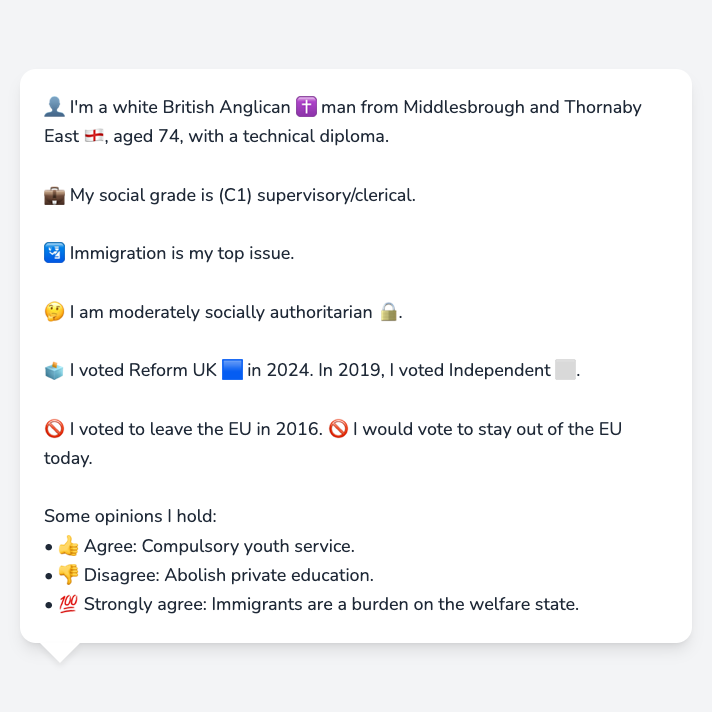 👤 I'm a white British Anglican ✝️ man from Middlesbrough and Thornaby
East 🏴󠁧󠁢󠁥󠁮󠁧󠁿, aged 74, with a technical diploma.
💼 My social grade is (C1) supervisory/clerical.
🛂 Immigration is my top issue.
🤔 I am moderately socially authoritarian 🔒.
🗳️ I voted Reform UK 🟦 in 2024. In 2019, I voted Independent ⬜.
🚫 I voted to leave the EU in 2016. 🚫 I would vote to stay out of the EU
today.
Some opinions I hold:
• 👍 Agree: Compulsory youth service.
• 👎 Disagree: Abolish private education.
• 💯 Strongly agree: Immigrants are a burden on the welfare state.